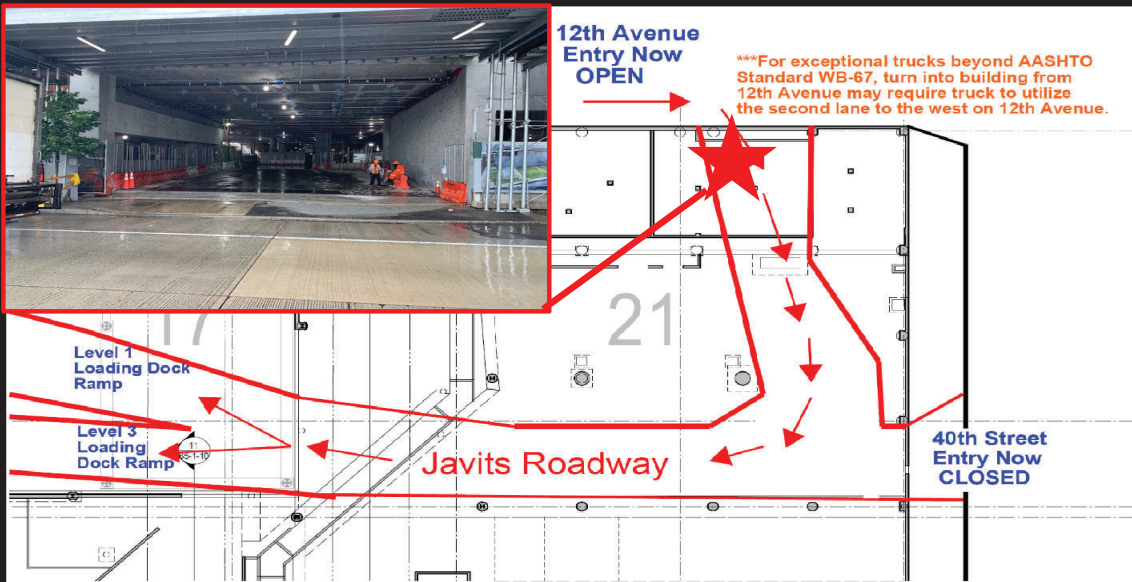 12th Avenue
Entry Now
OPEN
***For exceptional trucks beyond AASHTO
Standard WB-67, turn into building from
12th Avenue may require truck to utilize
the second lane to the west on 12th Avenue.
17
21
Level 1
Loading Dock
Ramp
Level 3
Loading
Dock Ramp
11
Javits Roadway
40th Street
Entry Now
CLOSED